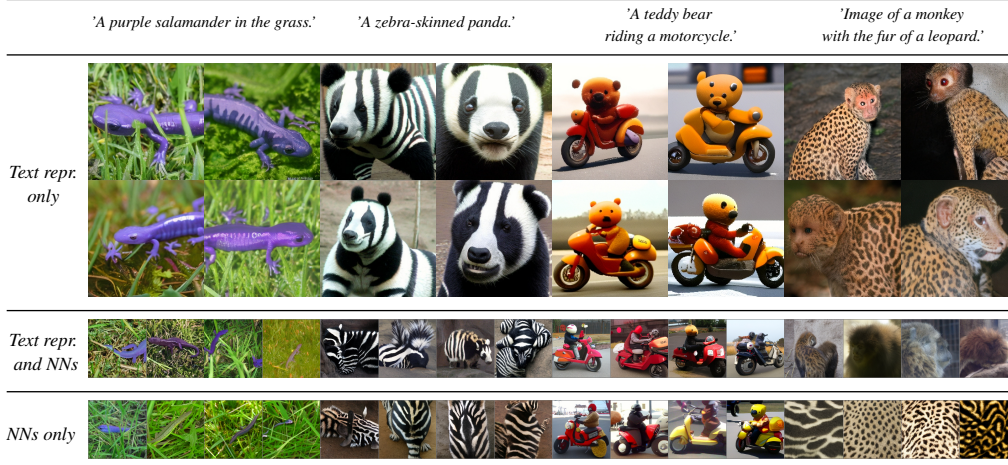 'A purple salamander in the grass.'
'A zebra-skinned panda.'
'A teddy bear
riding a motorcycle.'
'Image of a monkey
with the fur of a leopard.'
Text repr.
only
Text repr.
and NNs
NNs only